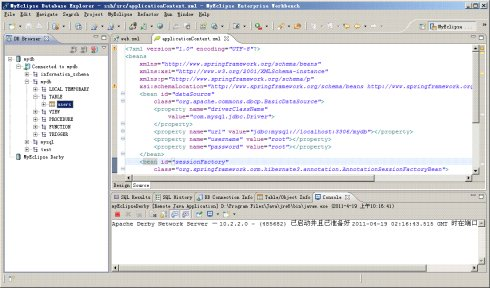 MyEclipse Database Explorer - ssh/src/applicationContext.xml - MyEclipse Enterprise Workbench
File Edit Navigate Search Project MyEclipse Refactor Window Help
MyEclipse
DB Browser
mydb
Connected to mydb
information_schema
mydb
LOCAL TEMPORARY
TABLE
users
VIEW
PROCEDURE
FUNCTION
TRIGGER
mysql
test
MyEclipse Derby
web.xml
applicationContext.xml
<?xml version="1.0" encoding="UTF-8"?>
<beans
xmlns="http://www.springframework.org/schema/beans"
xmlns:xsi="http://www.w3.org/2001/XMLSchema-instance"
xmlns:p="http://www.springframework.org/schema/p"
xsi:schemaLocation="http://www.springframework.org/schema/beans http://www.springframework.org/
<bean id="dataSource"
class="org.apache.commons.dbcp.BasicDataSource">
<property name="driverClassName"
value="com.mysql.jdbc.Driver">
</property>
<property name="url" value="jdbc:mysql://localhost:3306/mydb"></property>
<property name="username" value="root"></property>
<property name="password" value="root"></property>
</bean>
<bean id="sessionFactory"
class="org.springframework.orm.hibernate3.annotation.AnnotationSessionFactoryBean">
Design Source
SQL Results
SQL History
DB Connection Info
Table/Object Info
Console
myEclipseDerby [Remote Java Application] D:\Program Files\Java\jre6\bin\javaw.exe (2011-4-19 上午10:16:41)
Apache Derby Network Server - 10.2.2.0 - (485682) 已启动并且已准备好 2011-04-19 02:16:43.515 GMT 时在端口